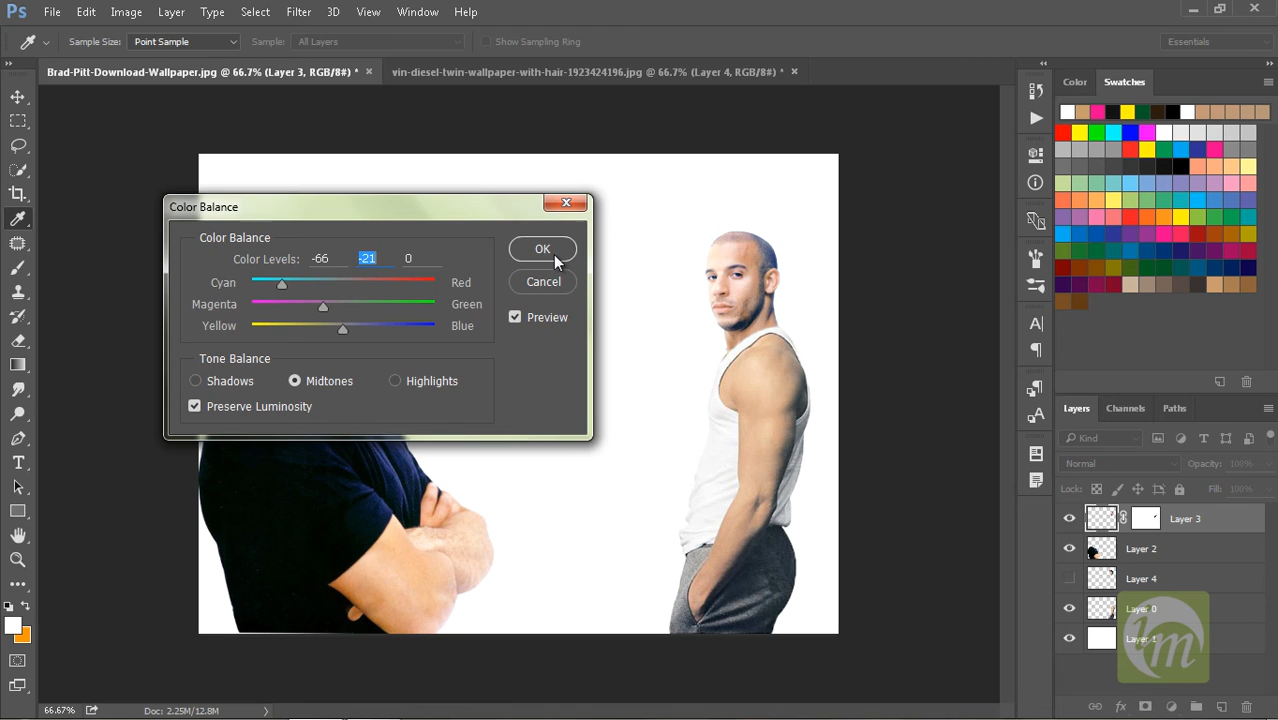 Ps File Edit Image Layer Type Select Filter 3D View Window Help
Sample Size: Point Sample Sample: All Layers Show Sampling Ring Essentials
Brad-Pitt-Download-Wallpaper.jpg @ 66.7% (Layer 3, RGB/8#) * × vin-diesel-twin-wallpaper-with-hair-1923424196.jpg @ 66.7% (Layer 4, RGB/8#) * ×
Color Swatches
Color Balance
Color Balance
Color Levels: -66 -21 0
Cyan Red
Magenta Green
Yellow Blue
OK
Cancel
Preview
Tone Balance
Shadows Midtones Highlights
Preserve Luminosity
Layers Channels Paths
Kind
Normal Opacity: 100%
Lock: Fill: 100%
Layer 3
Layer 2
Layer 4
Layer 0
Layer 1
lm
66.67% Doc: 2.25M/12.8M